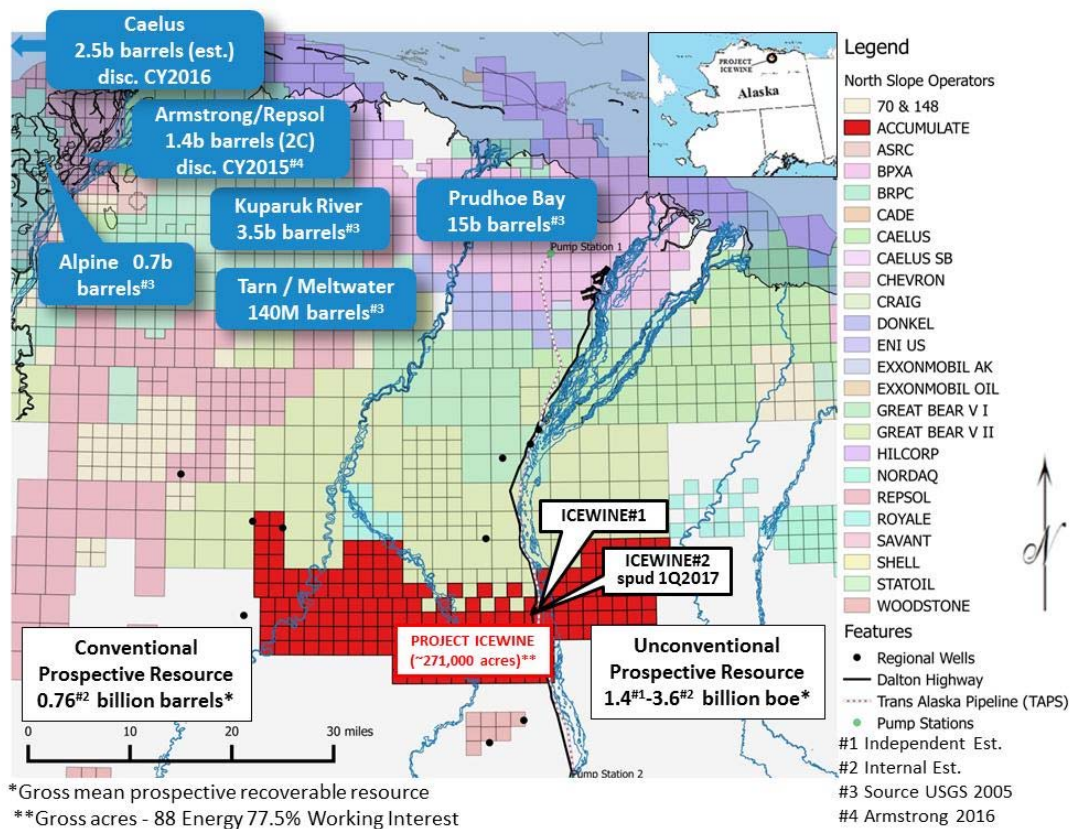 Caelus
2.5b barrels (est.)
disc. CY2016
Armstrong/Repsol
1.4b barrels (2C)
disc. CY2015#4
Kuparuk River
3.5b barrels#3
Prudhoe Bay
15b barrels#3
Alpine 0.7b
barrels#3
Tarn / Meltwater
140M barrels#3
Pump Station 1
PROJECT
ICEWINE
Alaska
ICEWINE#1
ICEWINE#2
spud 1Q2017
PROJECT ICEWINE
(~271,000 acres)**
Conventional
Prospective Resource
0.76#2 billion barrels*
Unconventional
Prospective Resource
1.4#1-3.6#2 billion boe*
0 10 20 30 miles
Pump Station 2
*Gross mean prospective recoverable resource
**Gross acres - 88 Energy 77.5% Working Interest
Legend
North Slope Operators
70 & 148
ACCUMULATE
ASRC
BPXA
BRPC
CADE
CAELUS
CAELUS SB
CHEVRON
CRAIG
DONKEL
ENI US
EXXONMOBIL AK
EXXONMOBIL OIL
GREAT BEAR V I
GREAT BEAR V II
HILCORP
NORDAQ
REPSOL
ROYALE
SAVANT
SHELL
STATOIL
WOODSTONE
N
Features
Regional Wells
Dalton Highway
Trans Alaska Pipeline (TAPS)
Pump Stations
#1 Independent Est.
#2 Internal Est.
#3 Source USGS 2005
#4 Armstrong 2016